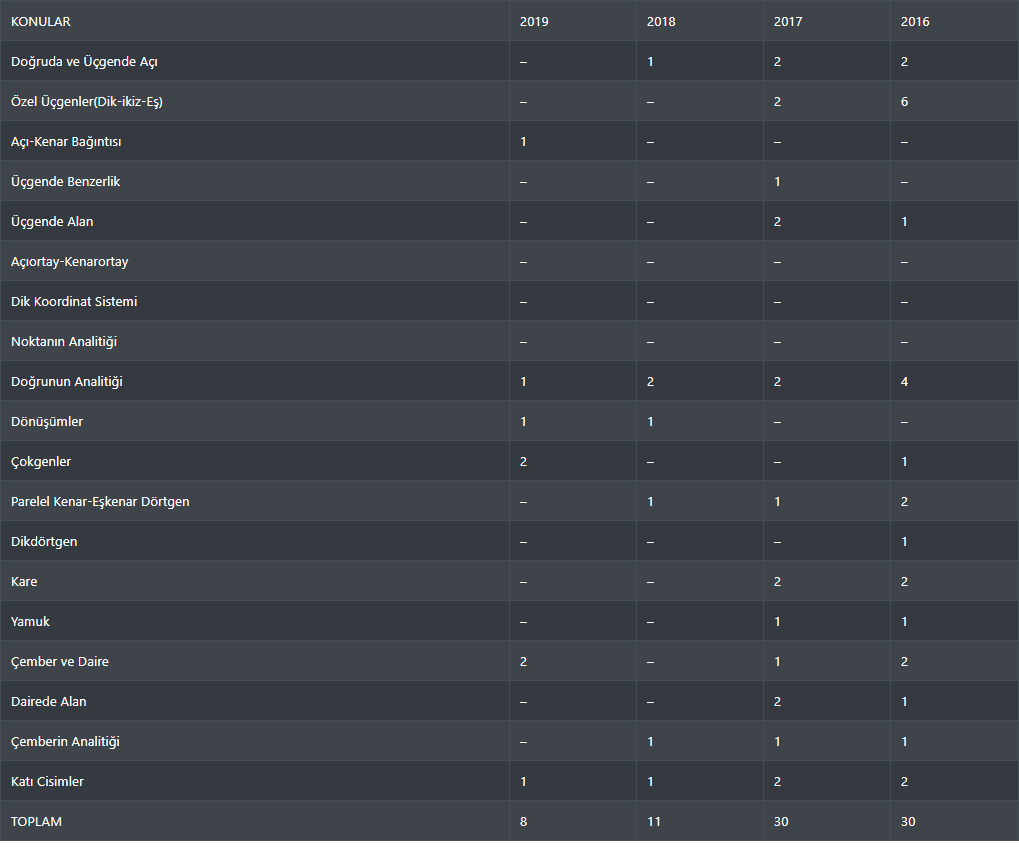 KONULAR 2019 2018 2017 2016
Doğruda ve Üçgende Açı – 1 2 2
Özel Üçgenler(Dik-ikiz-Eş) – – 2 6
Açı-Kenar Bağıntısı 1 – – –
Üçgende Benzerlik – – 1 –
Üçgende Alan – – 2 1
Açıortay-Kenarortay – – – –
Dik Koordinat Sistemi – – – –
Noktanın Analitiği – – – –
Doğrunun Analitiği 1 2 2 4
Dönüşümler 1 1 – –
Çokgenler 2 – – 1
Parelel Kenar-Eşkenar Dörtgen – 1 1 2
Dikdörtgen – – – 1
Kare – – 2 2
Yamuk – – 1 1
Çember ve Daire 2 – 1 2
Dairede Alan – – 2 1
Çemberin Analitiği – 1 1 1
Katı Cisimler 1 1 2 2
TOPLAM 8 11 30 30